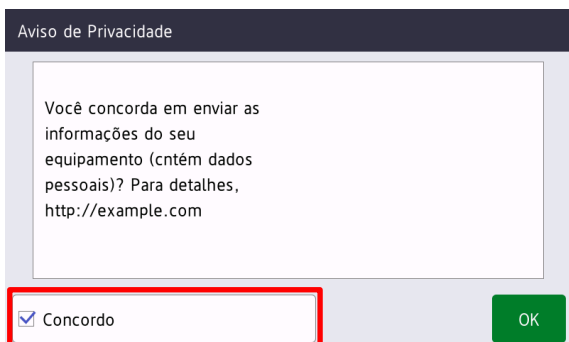 Aviso de Privacidade
Você concorda em enviar as
informações do seu
equipamento (cntém dados
pessoais)? Para detalhes,
http://example.com
Concordo
OK